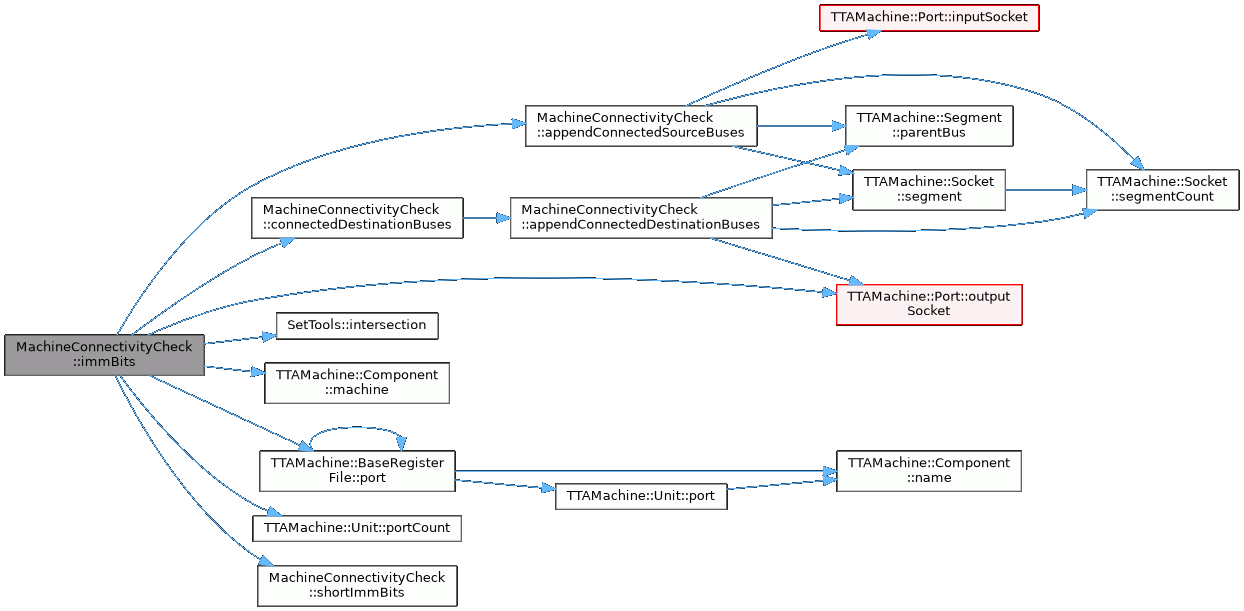 TTAMachine::Port::inputSocket
MachineConnectivityCheck
::appendConnectedSourceBuses
TTAMachine::Segment
::parentBus
TTAMachine::Socket
::segment
TTAMachine::Socket
::segmentCount
MachineConnectivityCheck
::connectedDestinationBuses
MachineConnectivityCheck
::appendConnectedDestinationBuses
TTAMachine::Port::output
Socket
SetTools::intersection
MachineConnectivityCheck
::immBits
TTAMachine::Component
::machine
TTAMachine::BaseRegister
File::port
TTAMachine::Component
::name
TTAMachine::Unit::port
TTAMachine::Unit::portCount
MachineConnectivityCheck
::shortImmBits